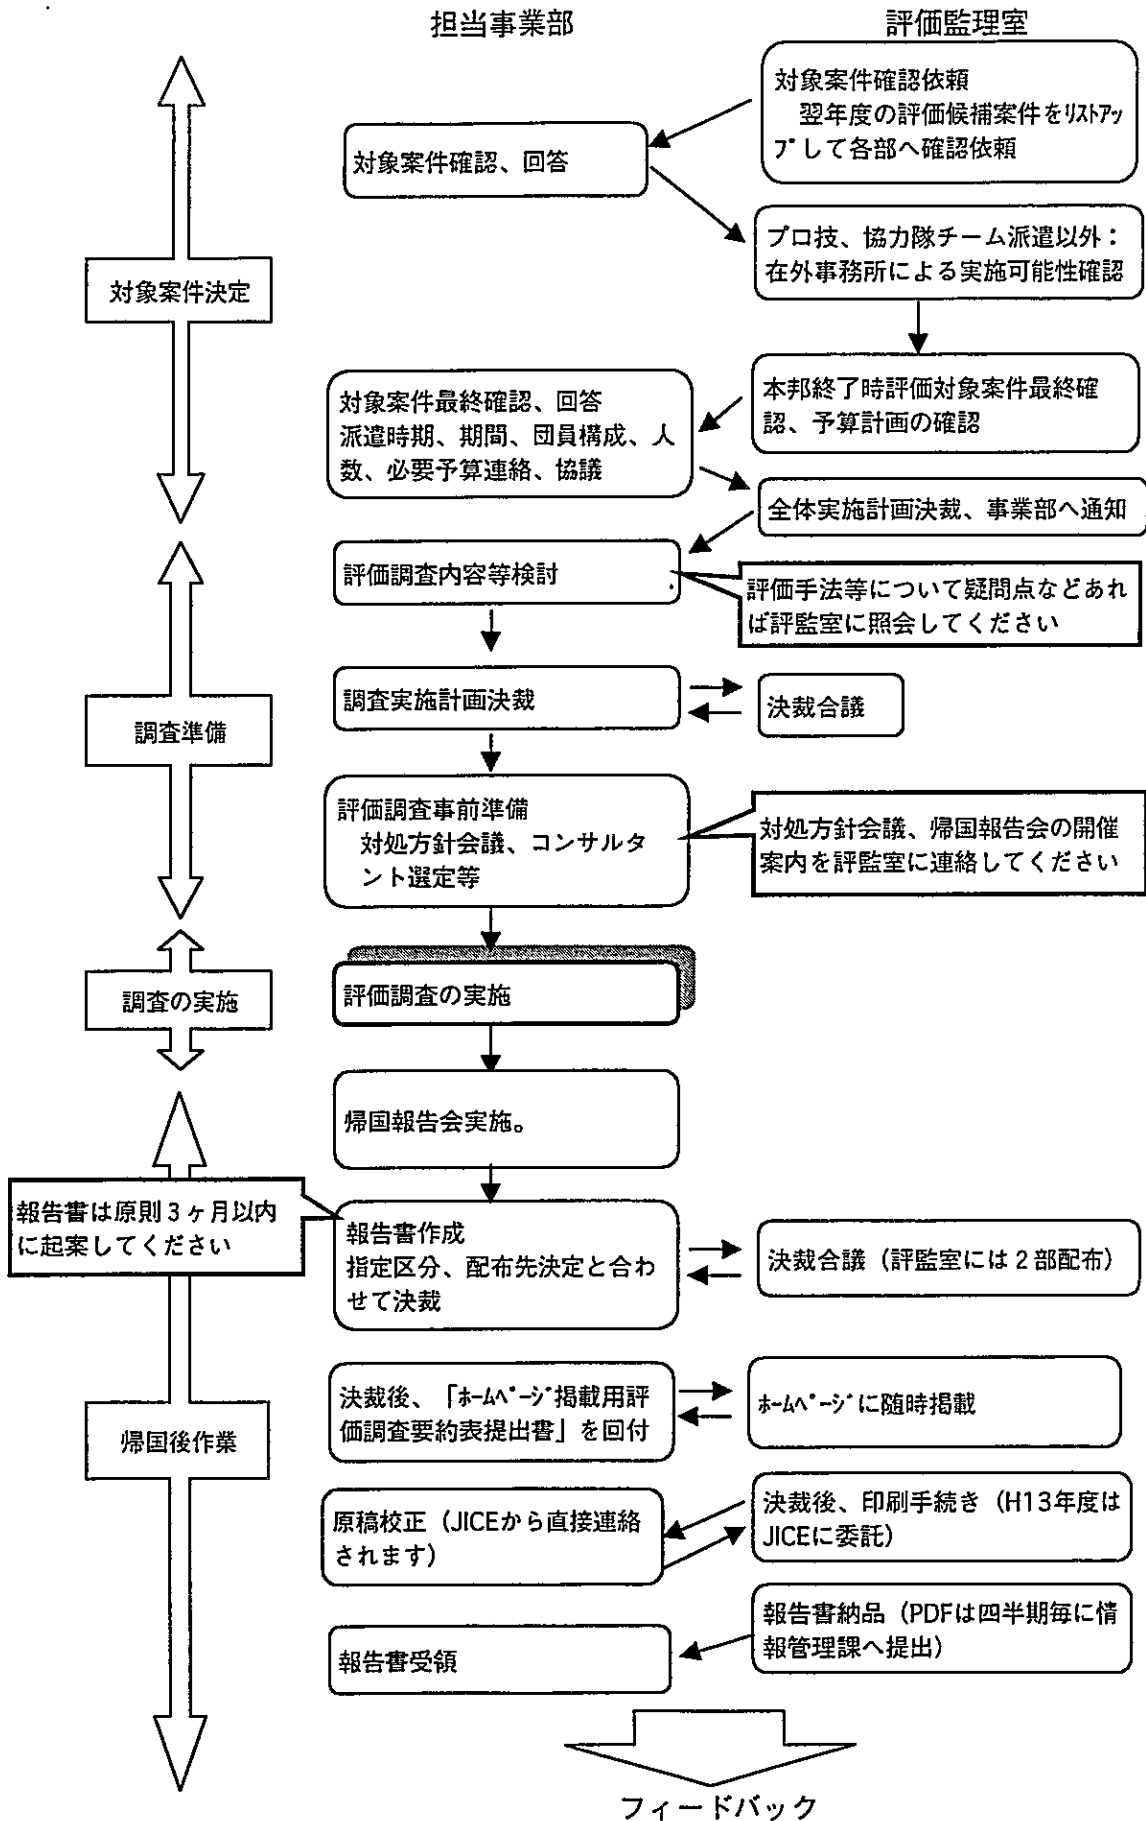 担当事業部
評価監理室
対象案件確認依頼
翌年度の評価候補案件をﾘｽﾄｱｯ
ﾌﾟして各部へ確認依頼
対象案件確認、回答
プロ技、協力隊チーム派遣以外：
在外事務所による実施可能性確認
対象案件決定
本邦終了時評価対象案件最終確
認、予算計画の確認
対象案件最終確認、回答
派遣時期、期間、団員構成、人
数、必要予算連絡、協議
全体実施計画決裁、事業部へ通知
評価調査内容等検討
評価手法等について疑問点などあれ
ば評監室に照会してください
調査準備
調査実施計画決裁
決裁合議
評価調査事前準備
対処方針会議、コンサルタ
ント選定等
対処方針会議、帰国報告会の開催
案内を評監室に連絡してください
調査の実施
評価調査の実施
帰国報告会実施。
報告書は原則３ヶ月以内
に起案してください
報告書作成
指定区分、配布先決定と合わ
せて決裁
決裁合議（評監室には２部配布）
帰国後作業
決裁後、「ﾎｰﾑﾍﾟｰｼﾞ掲載用評
価調査要約表提出書」を回付
ﾎｰﾑﾍﾟｰｼﾞに随時掲載
原稿校正（JICEから直接連絡
されます）
決裁後、印刷手続き（H13年度は
JICEに委託）
報告書納品（PDFは四半期毎に情
報管理課へ提出）
報告書受領
フィードバック